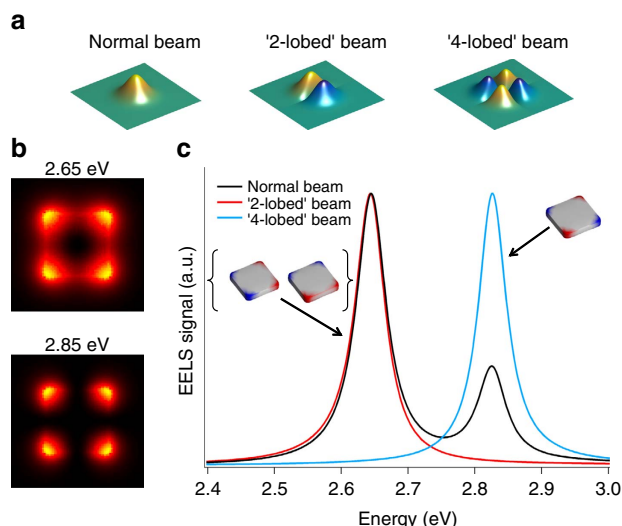 a
Normal beam
'2-lobed' beam
'4-lobed' beam
b
2.65 eV
2.85 eV
c
Normal beam
'2-lobed' beam
'4-lobed' beam
EELS signal (a.u.)
2.4 2.5 2.6 2.7 2.8 2.9 3.0
Energy (eV)